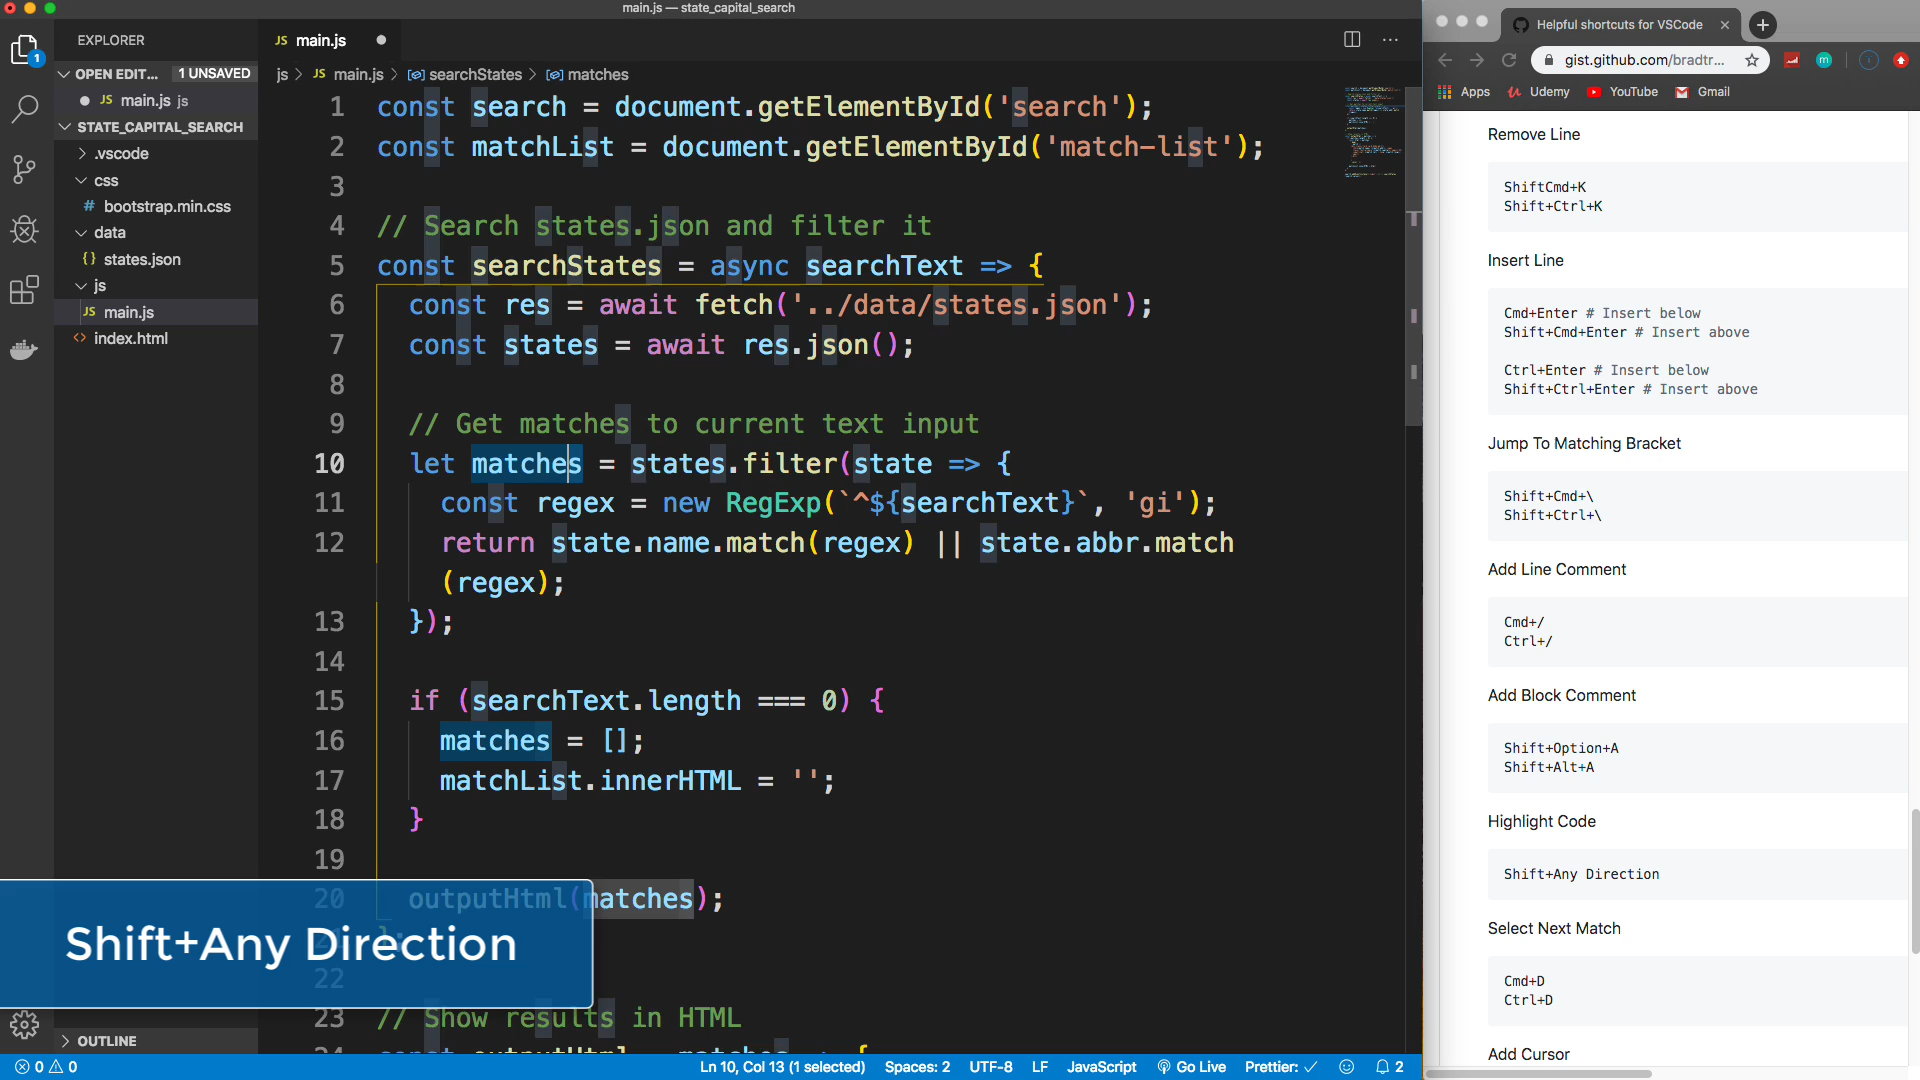 main.js — state_capital_search
EXPLORER
OPEN EDIT... 1 UNSAVED
main.js js
STATE_CAPITAL_SEARCH
.vscode
css
# bootstrap.min.css
data
{} states.json
js
JS main.js
<> index.html
OUTLINE
1
JS main.js
js > JS main.js > searchStates > matches
1 const search = document.getElementById('search');
2 const matchList = document.getElementById('match-list');
3
4 // Search states.json and filter it
5 const searchStates = async searchText => {
6 const res = await fetch('../data/states.json');
7 const states = await res.json();
8
9 // Get matches to current text input
10 let matches = states.filter(state => {
11 const regex = new RegExp(`^${searchText}`, 'gi');
12 return state.name.match(regex) || state.abbr.match
(regex);
13 });
14
15 if (searchText.length === 0) {
16 matches = [];
17 matchList.innerHTML = '';
18 }
19
20 outputHtml(matches);
22
23 // Show results in HTML
Shift+Any Direction
0 0 Ln 10, Col 13 (1 selected) Spaces: 2 UTF-8 LF JavaScript Go Live Prettier: ✓ 2
Helpful shortcuts for VSCode
gist.github.com/bradtr...
Apps Udemy YouTube Gmail
Remove Line
ShiftCmd+K
Shift+Ctrl+K
Insert Line
Cmd+Enter # Insert below
Shift+Cmd+Enter # Insert above
Ctrl+Enter # Insert below
Shift+Ctrl+Enter # Insert above
Jump To Matching Bracket
Shift+Cmd+\
Shift+Ctrl+\
Add Line Comment
Cmd+/
Ctrl+/
Add Block Comment
Shift+Option+A
Shift+Alt+A
Highlight Code
Shift+Any Direction
Select Next Match
Cmd+D
Ctrl+D
Add Cursor